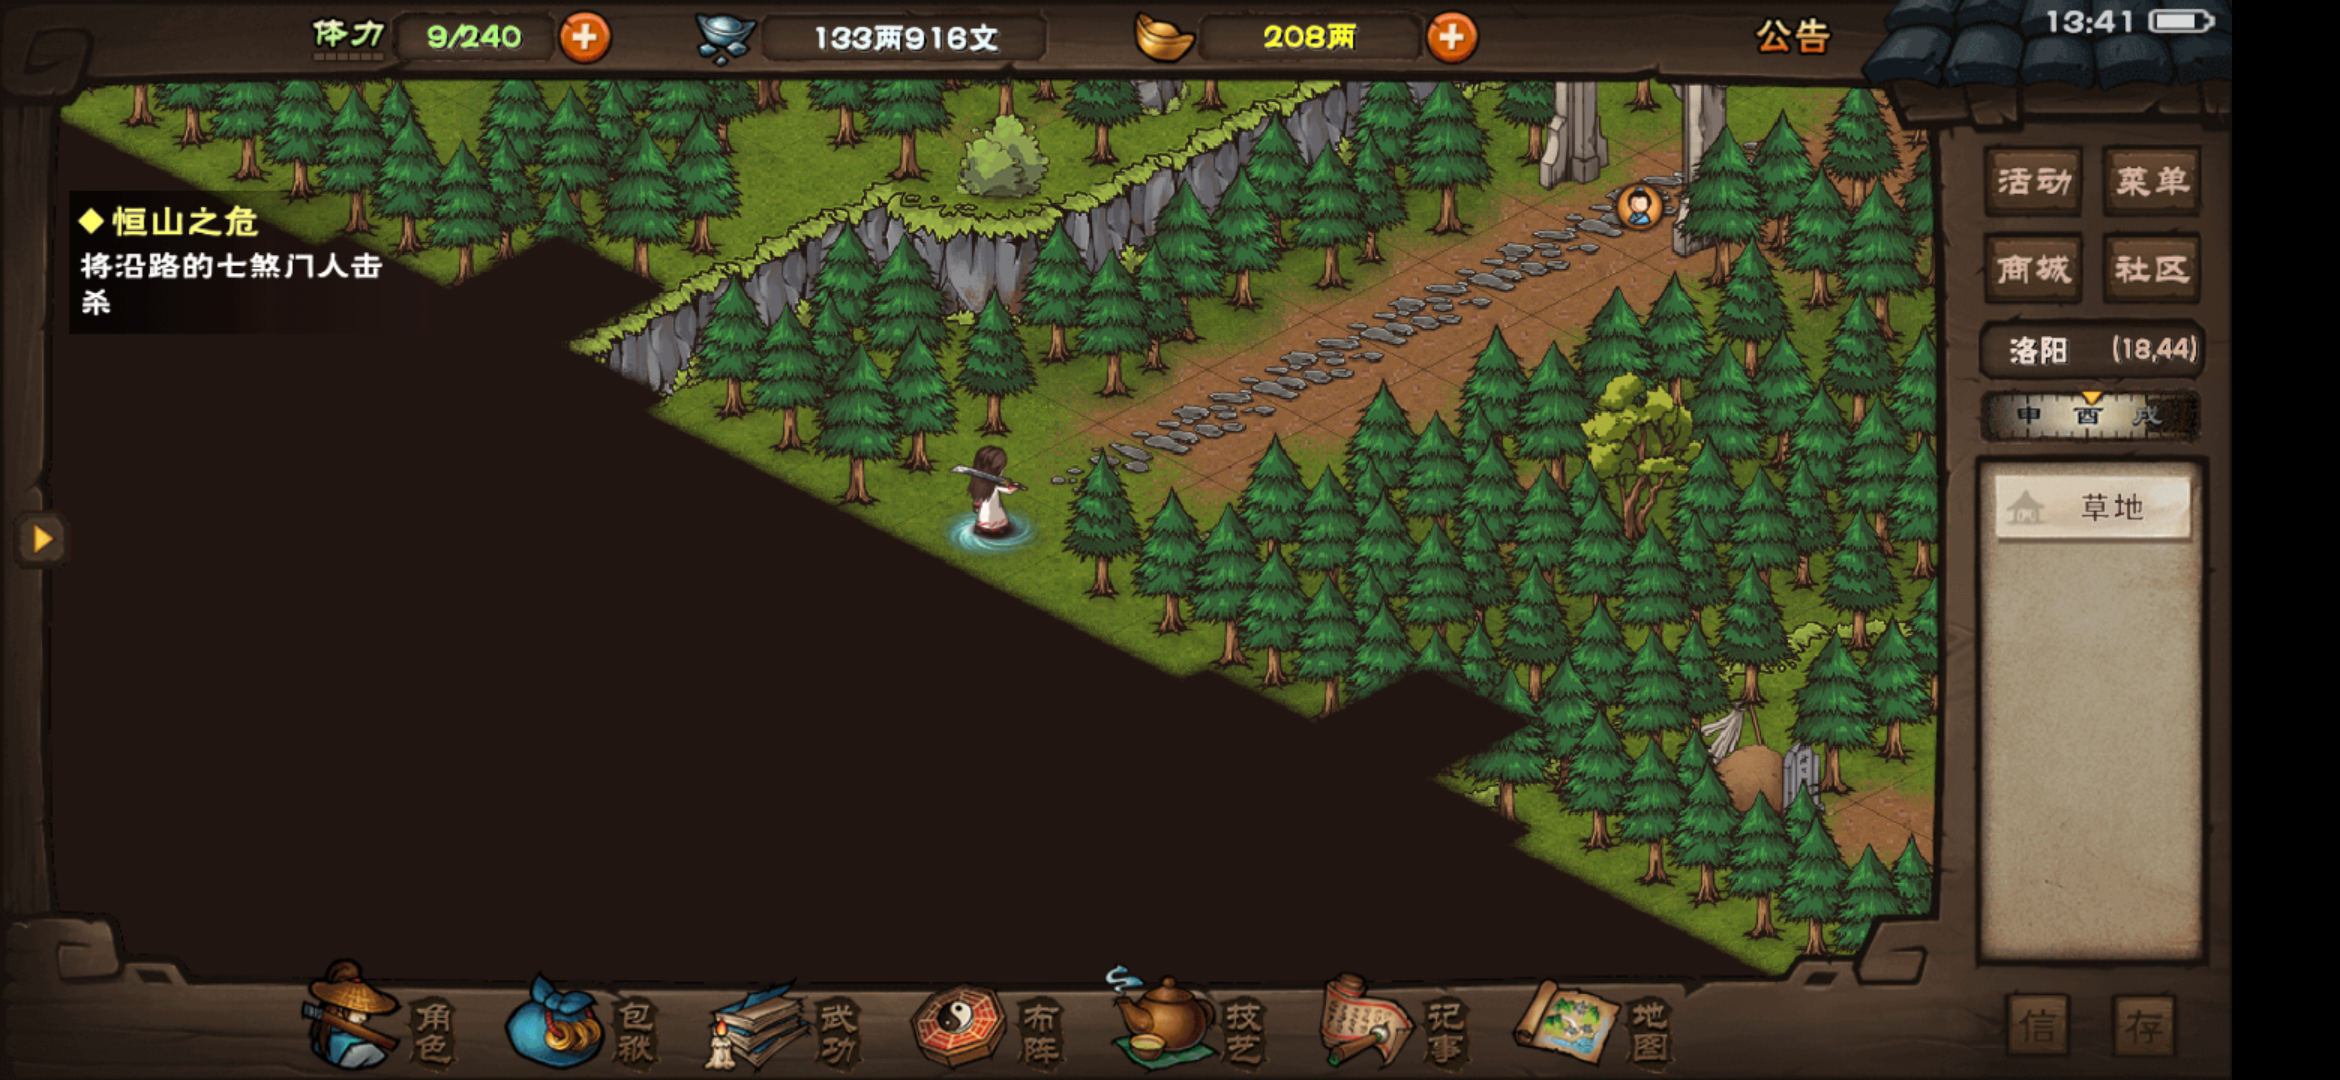 体力 9/240 133两916文 208两 公告 13:41
恒山之危
将沿路的七煞门人击
杀
活动 菜单
商城 社区
洛阳 (18,44)
申 酉 戌
草地
角色 包袱 武功 布阵 技艺 记事 地图 信 存